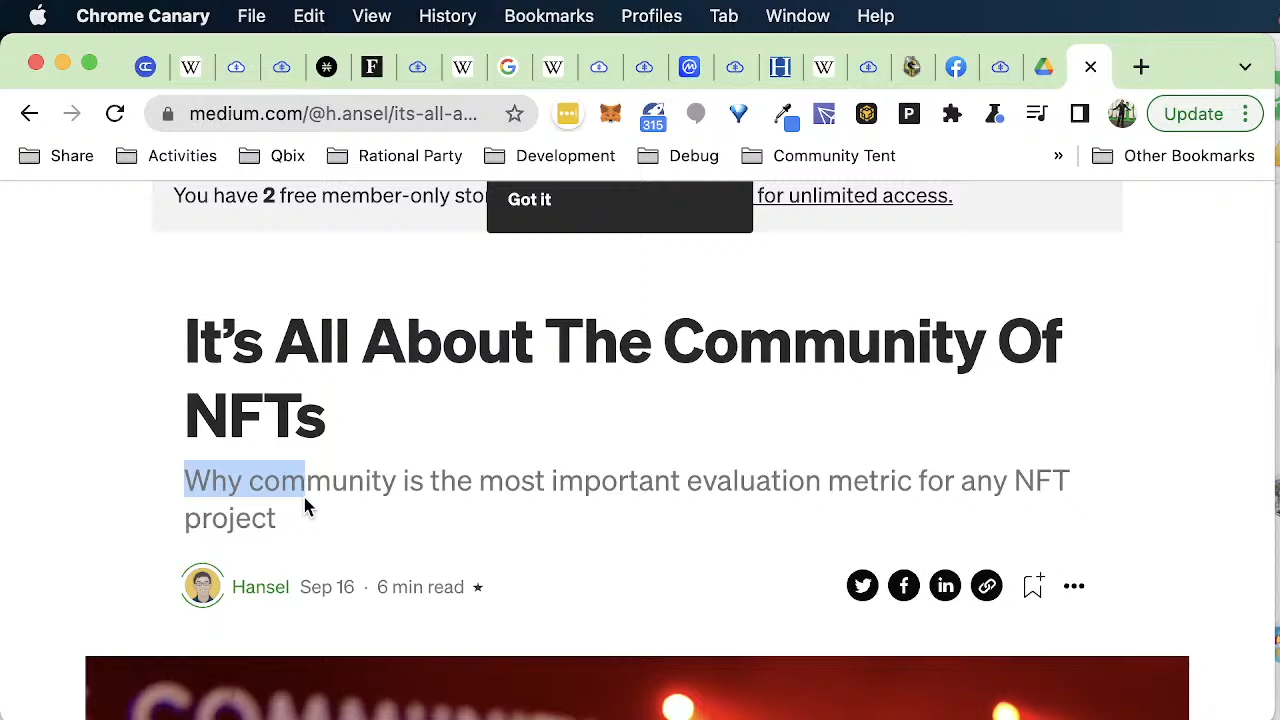 Chrome Canary File Edit View History Bookmarks Profiles Tab Window Help
medium.com/@h.ansel/its-all-a... 315 P Update
Share Activities Qbix Rational Party Development Debug Community Tent » Other Bookmarks
You have 2 free member-only sto for unlimited access.
Got it
It's All About The Community Of
NFTs
Why community is the most important evaluation metric for any NFT
project
Hansel Sep 16 · 6 min read
COMMUNIT